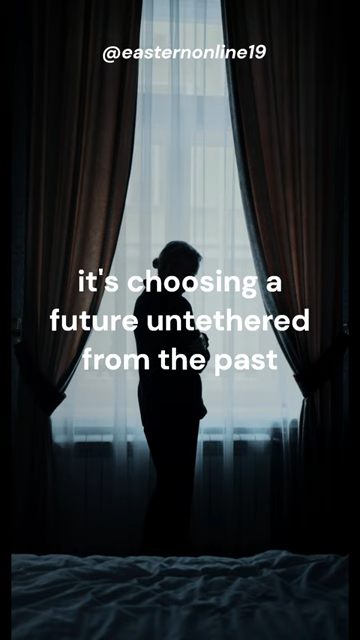 @easternonline19
it's choosing a
future untethered
from the past